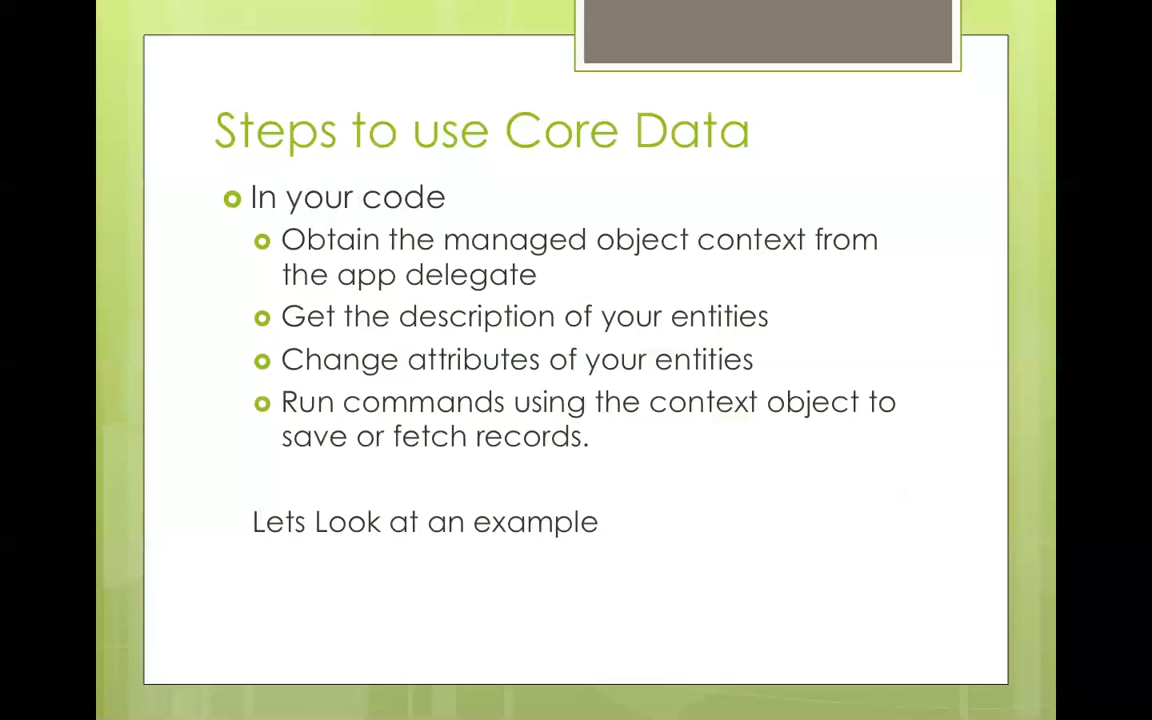 Steps to use Core Data
In your code
Obtain the managed object context from
the app delegate
Get the description of your entities
Change attributes of your entities
Run commands using the context object to
save or fetch records.
Lets Look at an example